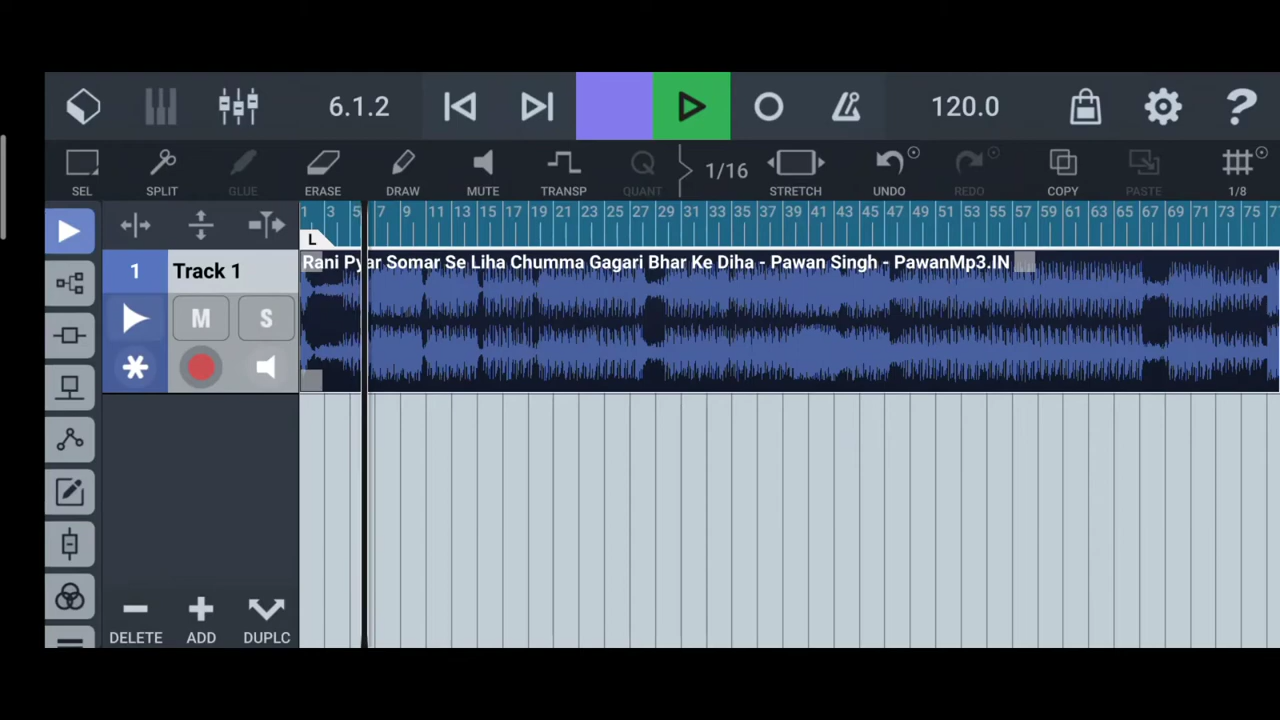 6.1.2
120.0
?
SEL SPLIT GLUE ERASE DRAW MUTE TRANSP QUANT 1/16 STRETCH UNDO REDO COPY PASTE 1/8
1 3 5 7 9 11 13 15 17 19 21 23 25 27 29 31 33 35 37 39 41 43 45 47 49 51 53 55 57 59 61 63 65 67 69 71 73 75
L
1 Track 1
Rani Pyar Somar Se Liha Chumma Gagari Bhar Ke Diha - Pawan Singh - PawanMp3.IN
M S
DELETE ADD DUPLC